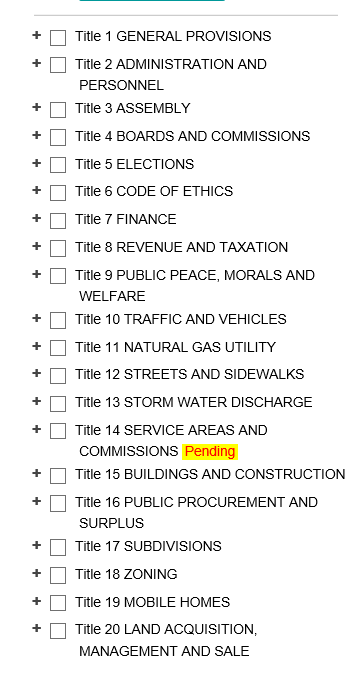 Title 1 GENERAL PROVISIONS
Title 2 ADMINISTRATION AND
PERSONNEL
Title 3 ASSEMBLY
Title 4 BOARDS AND COMMISSIONS
Title 5 ELECTIONS
Title 6 CODE OF ETHICS
Title 7 FINANCE
Title 8 REVENUE AND TAXATION
Title 9 PUBLIC PEACE, MORALS AND
WELFARE
Title 10 TRAFFIC AND VEHICLES
Title 11 NATURAL GAS UTILITY
Title 12 STREETS AND SIDEWALKS
Title 13 STORM WATER DISCHARGE
Title 14 SERVICE AREAS AND
COMMISSIONS Pending
Title 15 BUILDINGS AND CONSTRUCTION
Title 16 PUBLIC PROCUREMENT AND
SURPLUS
Title 17 SUBDIVISIONS
Title 18 ZONING
Title 19 MOBILE HOMES
Title 20 LAND ACQUISITION,
MANAGEMENT AND SALE